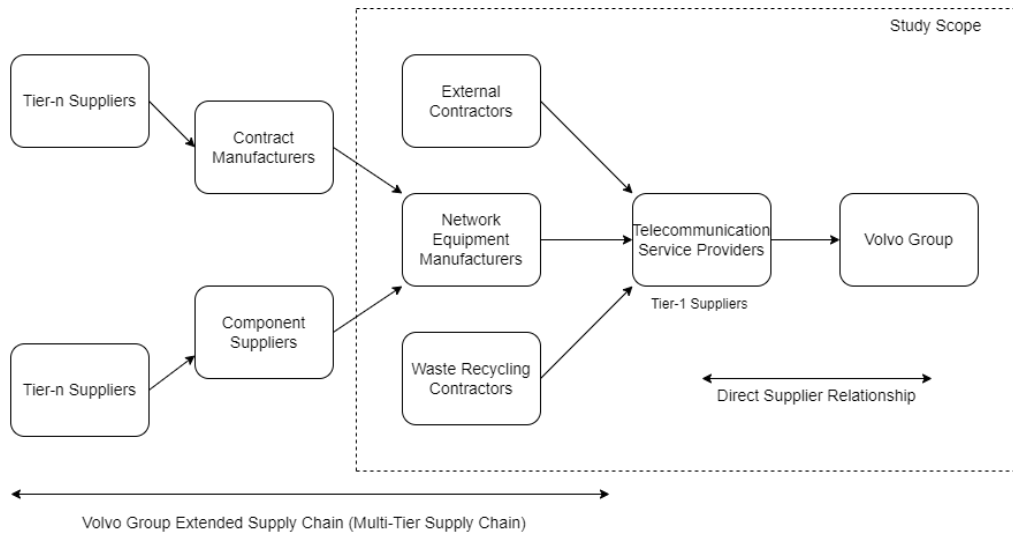 Study Scope
Tier-n Suppliers
External
Contractors
Contract
Manufacturers
Network
Equipment
Manufacturers
Telecommunication
Service Providers
Volvo Group
Tier-1 Suppliers
Component
Suppliers
Tier-n Suppliers
Waste Recycling
Contractors
Direct Supplier Relationship
Volvo Group Extended Supply Chain (Multi-Tier Supply Chain)